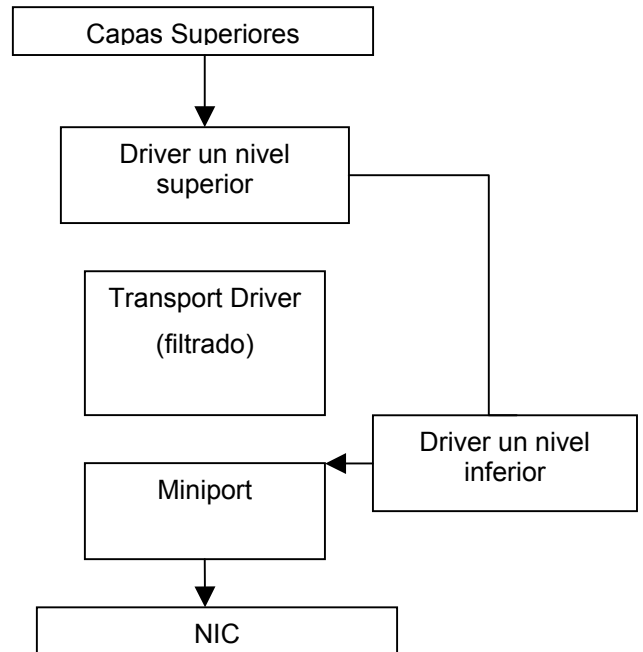 Capas Superiores
Driver un nivel
superior
Transport Driver
(filtrado)
Driver un nivel
inferior
Miniport
NIC